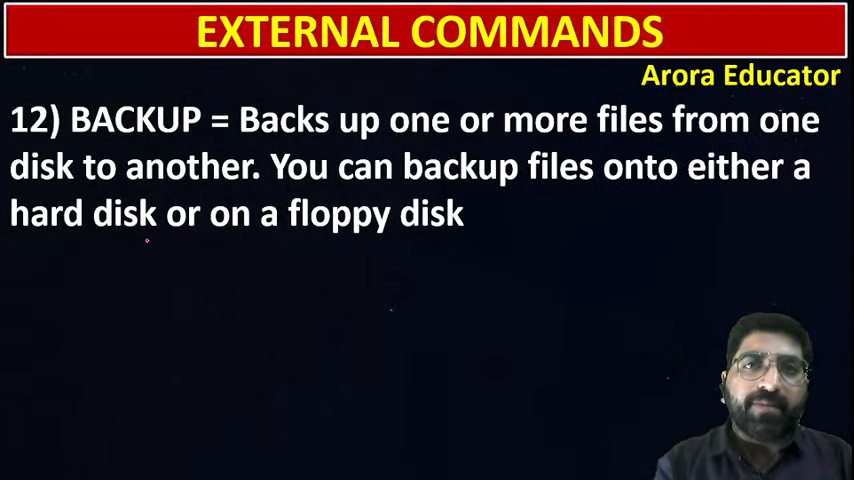 EXTERNAL COMMANDS
Arora Educator
12) BACKUP = Backs up one or more files from one
disk to another. You can backup files onto either a
hard disk or on a floppy disk